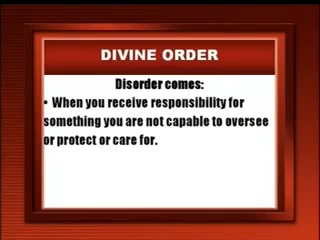 DIVINE ORDER
Disorder comes:
• When you receive responsibility for
something you are not capable to oversee
or protect or care for.